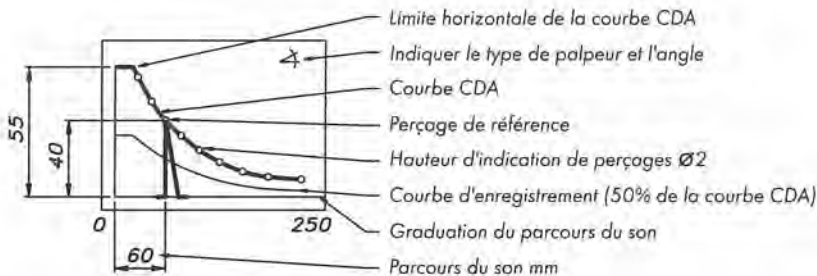 Límite horizontale de la courbe CDA
Indiquer le type de palpeur et l'angle
Courbe CDA
Perçage de référence
Hauteur d'indication de perçages Ø2
Courbe d'enregistrement (50% de la courbe CDA)
Graduation du parcours du son
Parcours du son mm
55
40
0
250
60